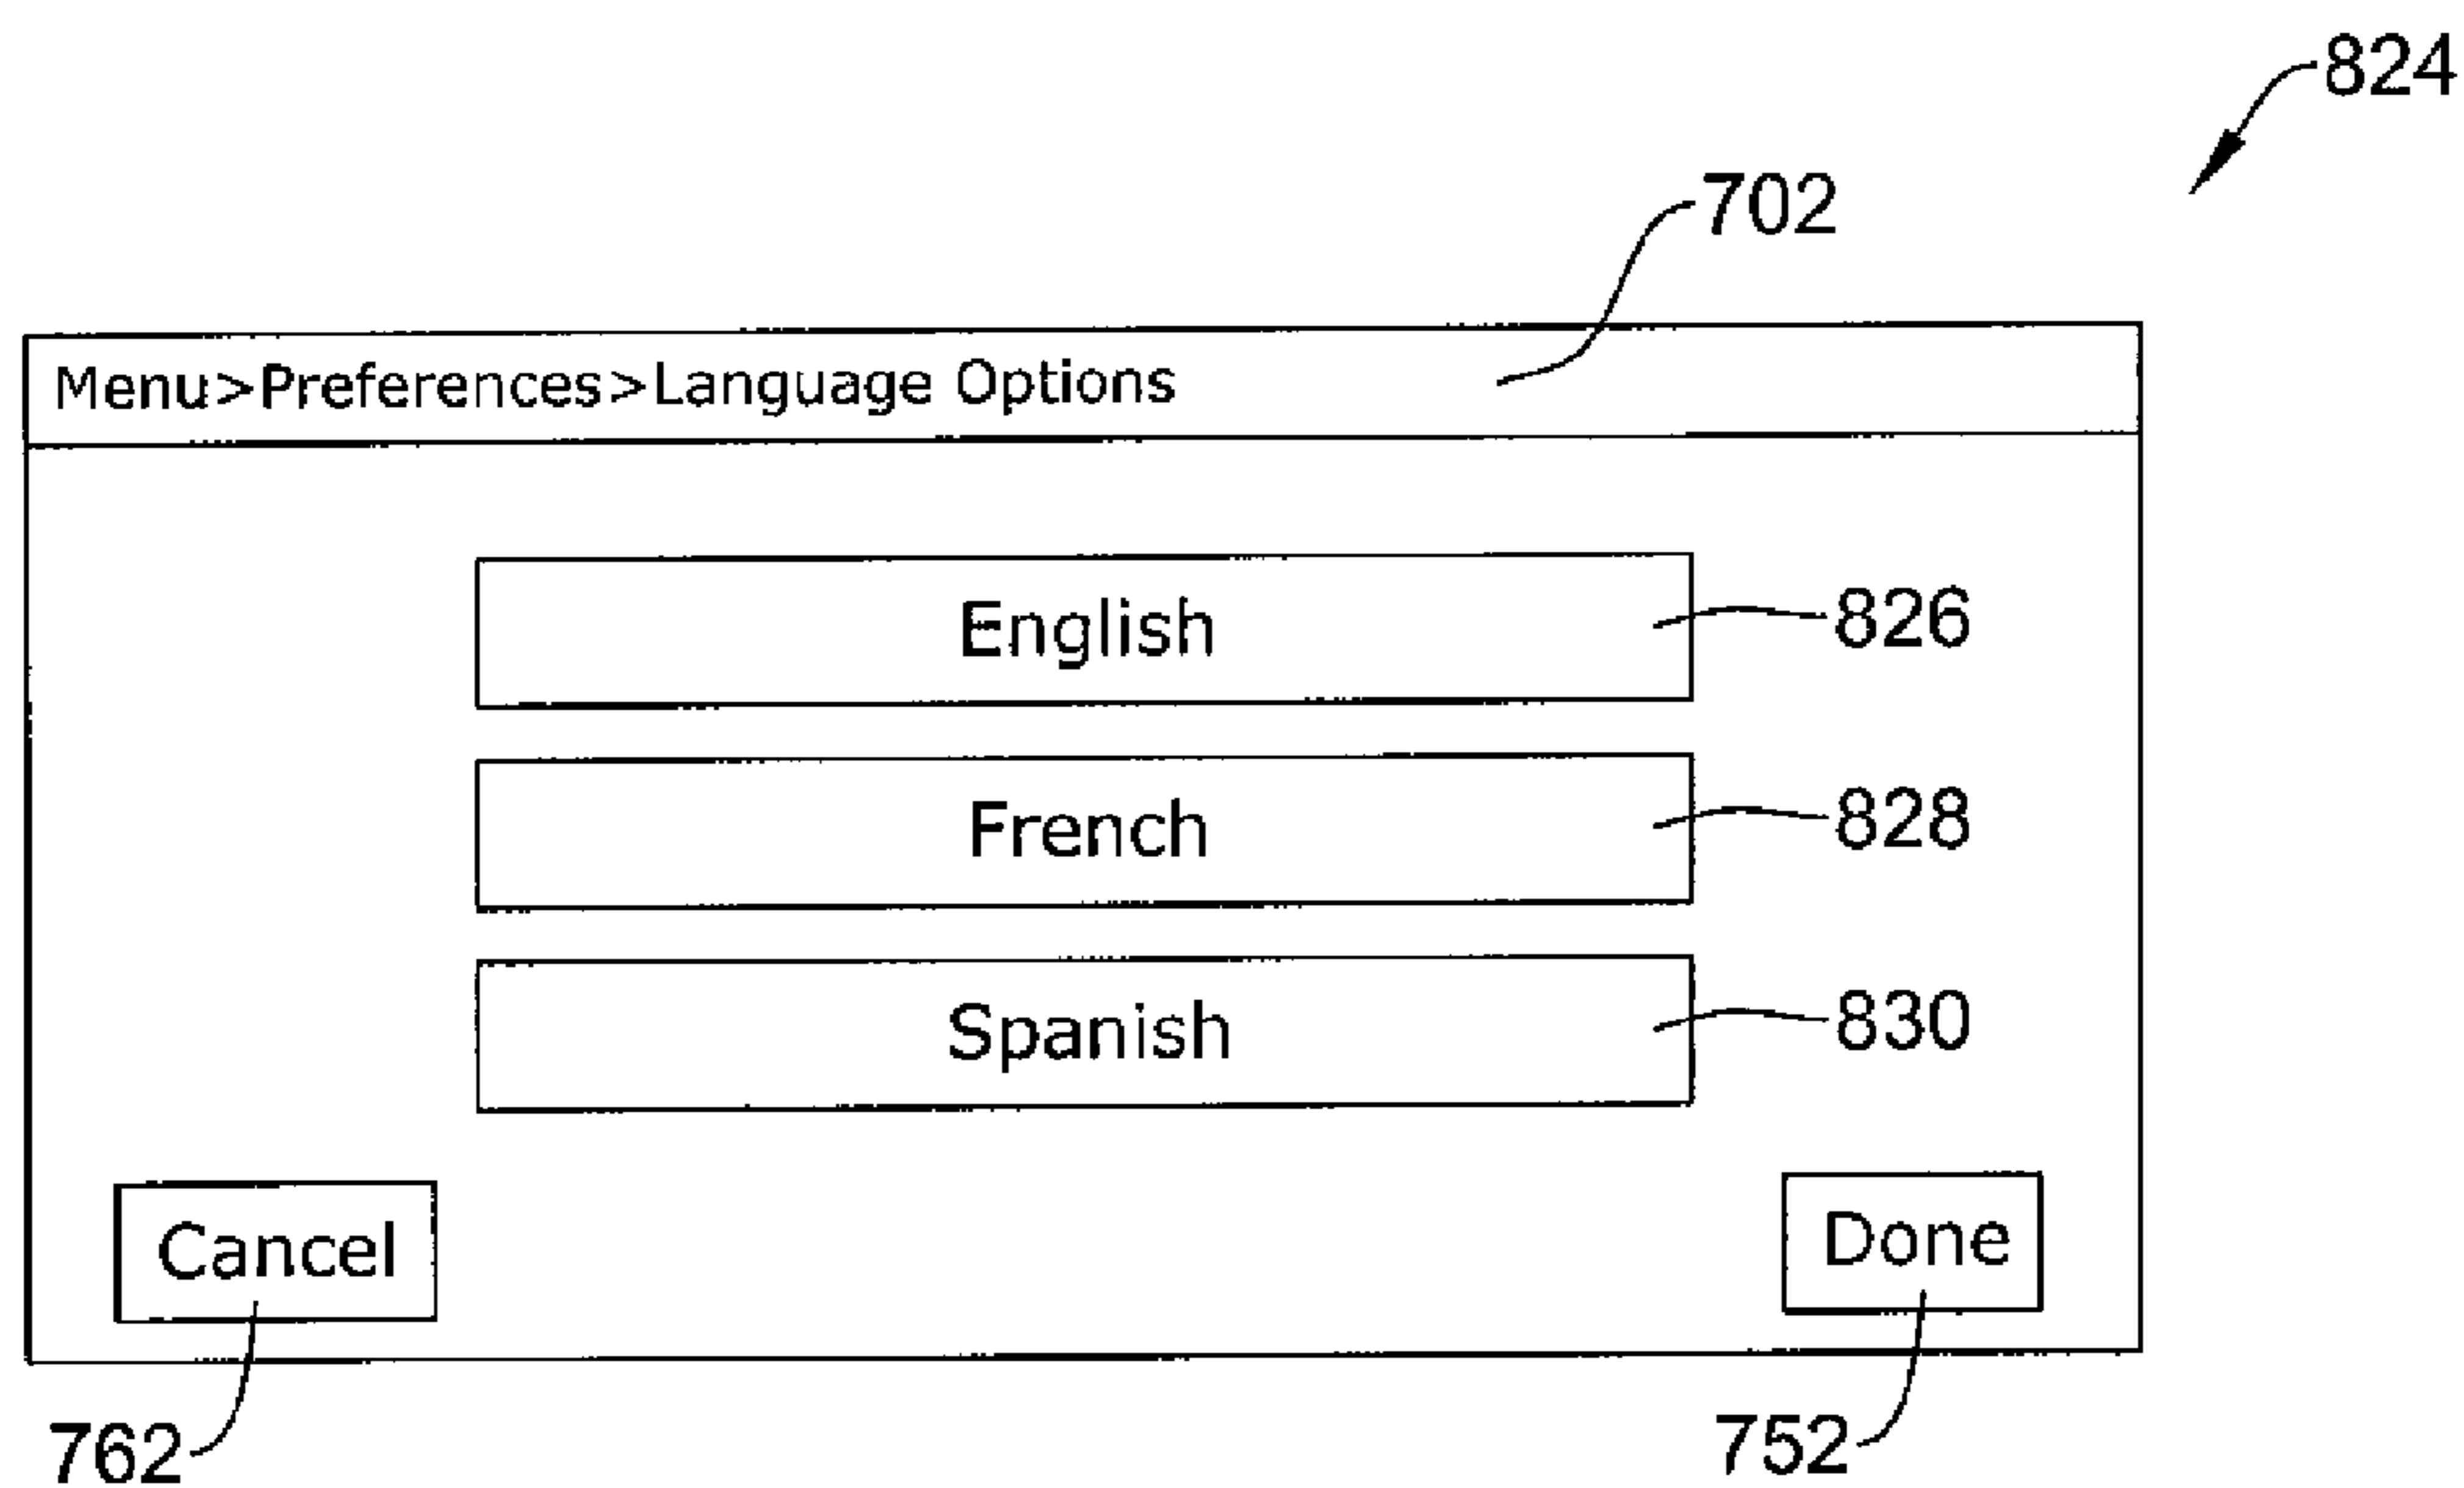 824
702
Menu>Preferences>Language Options
English 826
French 828
Spanish 830
Cancel Done
762 752